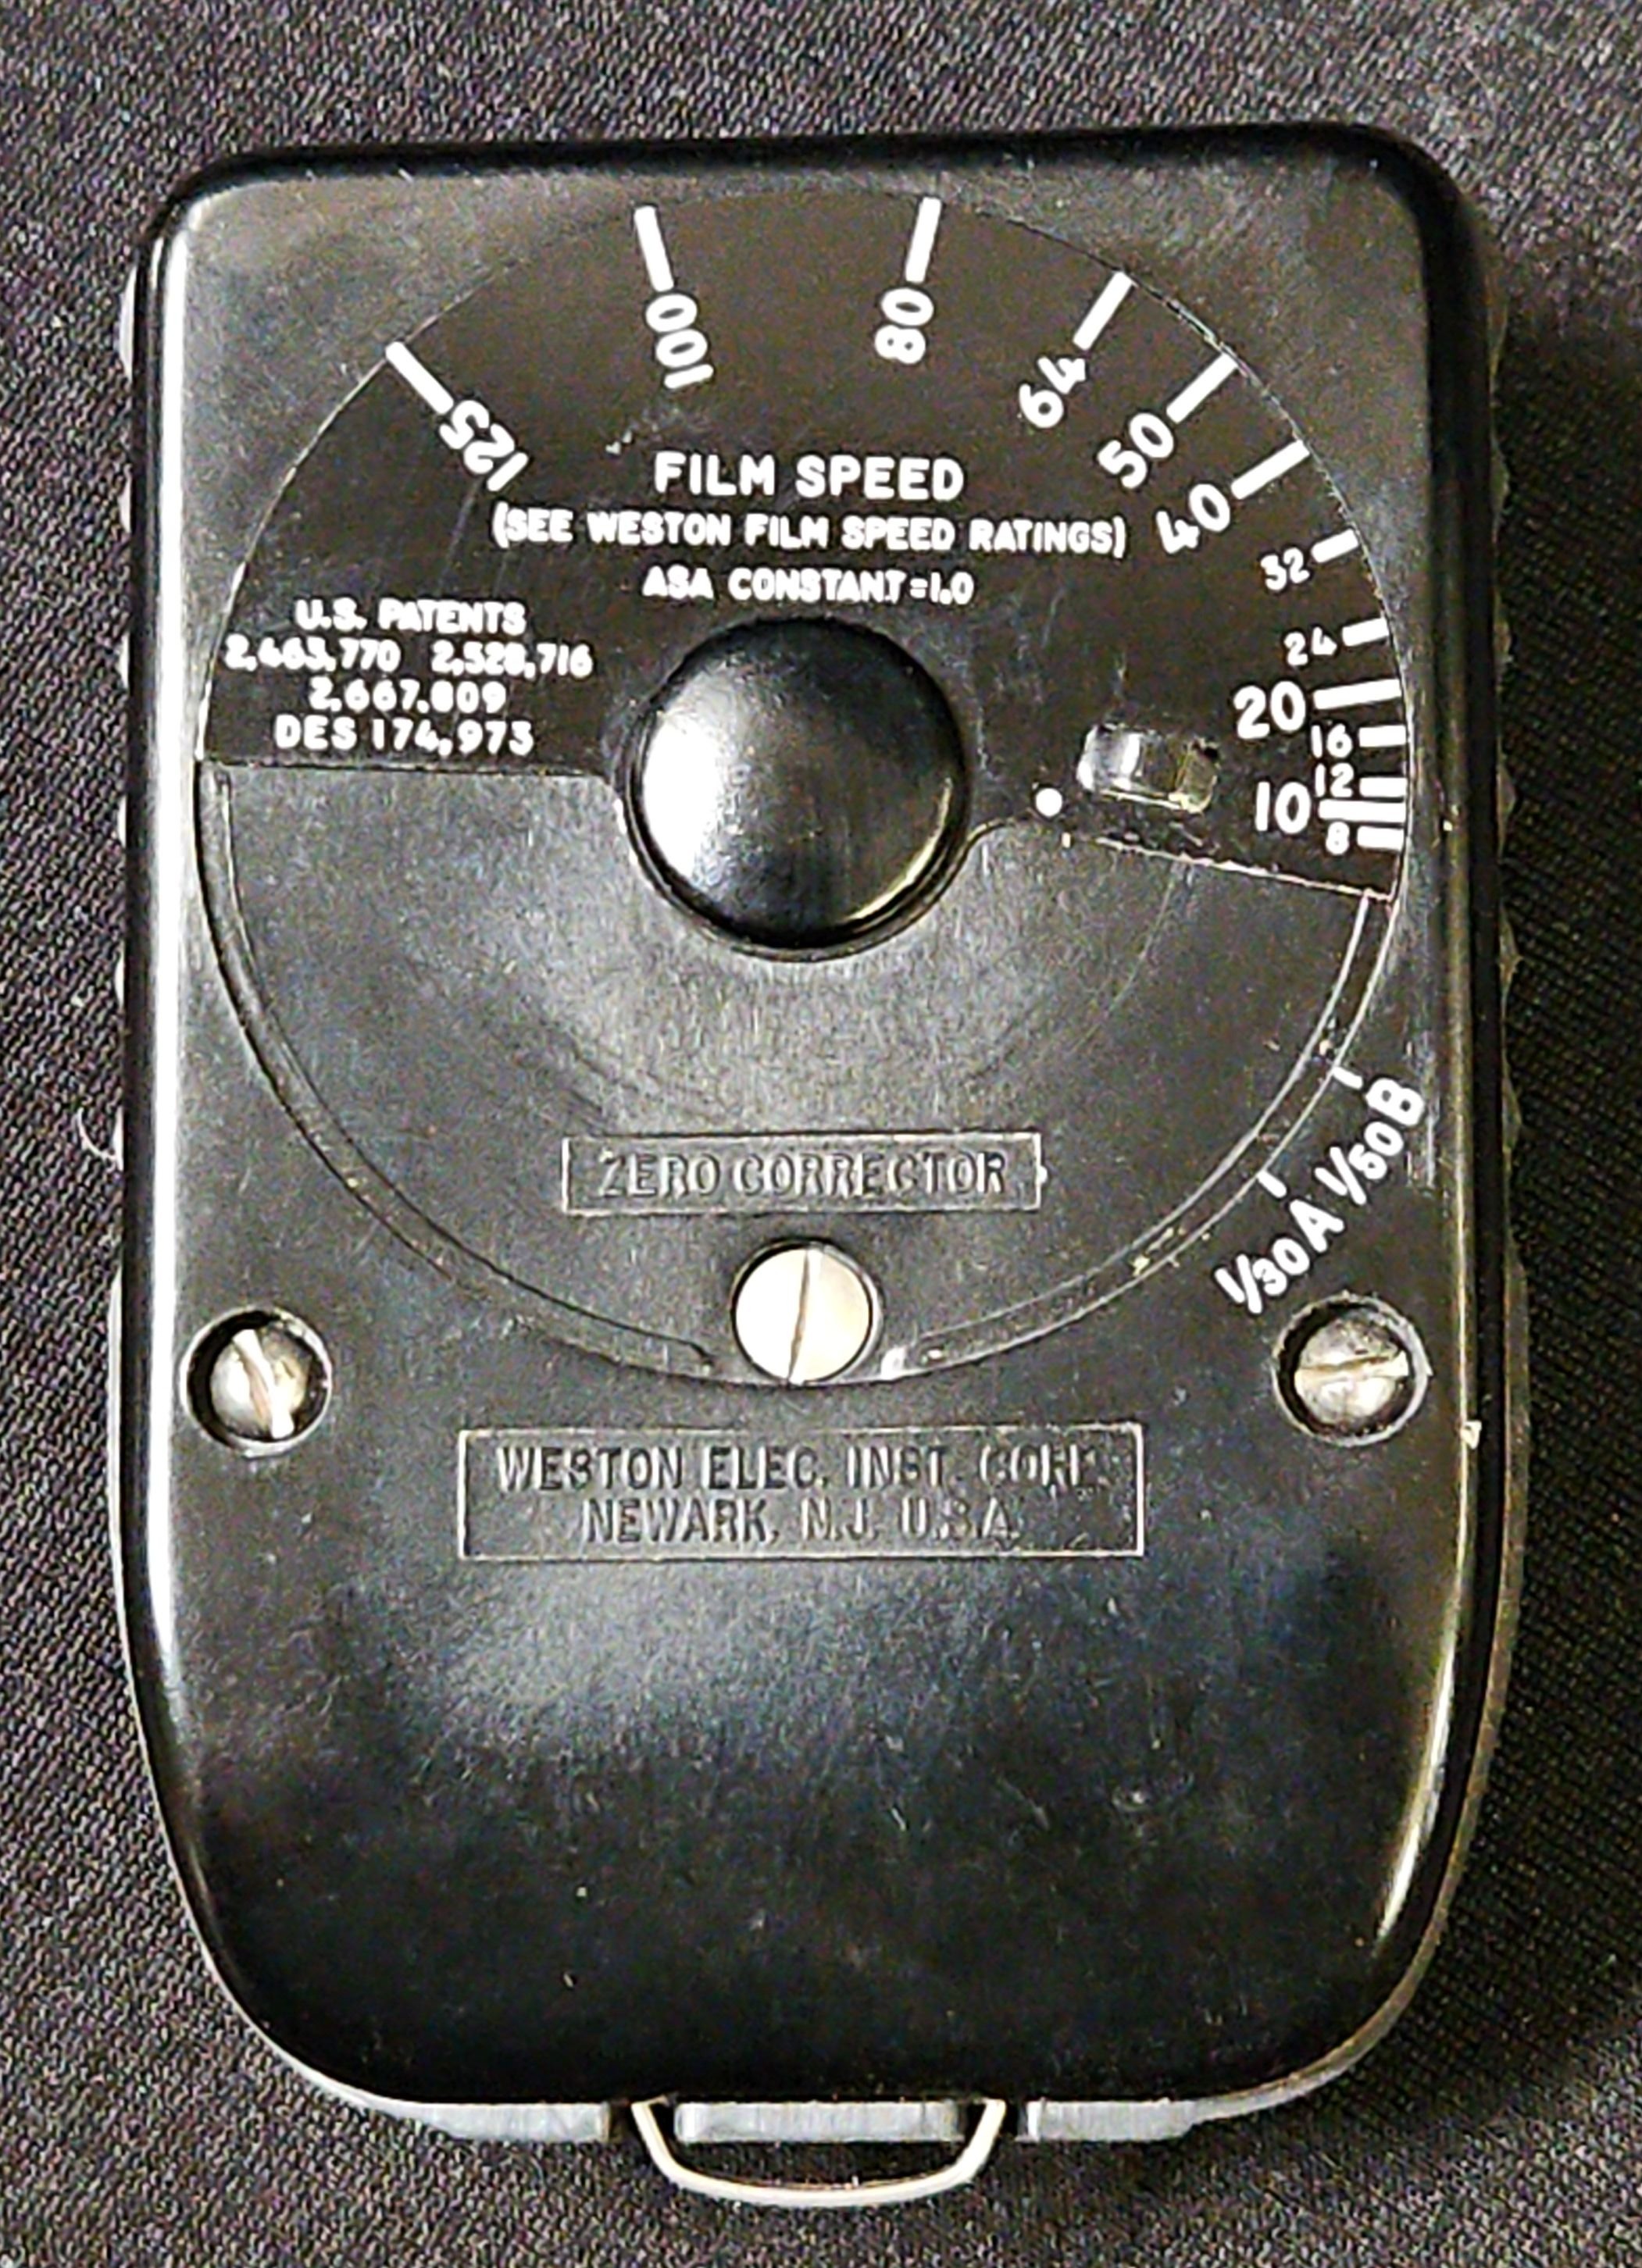 125
100
80
64
50
40
32
24
20
16
12
10
8
FILM SPEED
(SEE WESTON FILM SPEED RATINGS)
ASA CONSTANT=1.0
U.S. PATENTS
2,463,770 2,528,716
2,667,809
DES 174,973
1/30 A 1/50 B
ZERO CORRECTOR
WESTON ELEC. INST. CORP.
NEWARK, N.J. U.S.A.